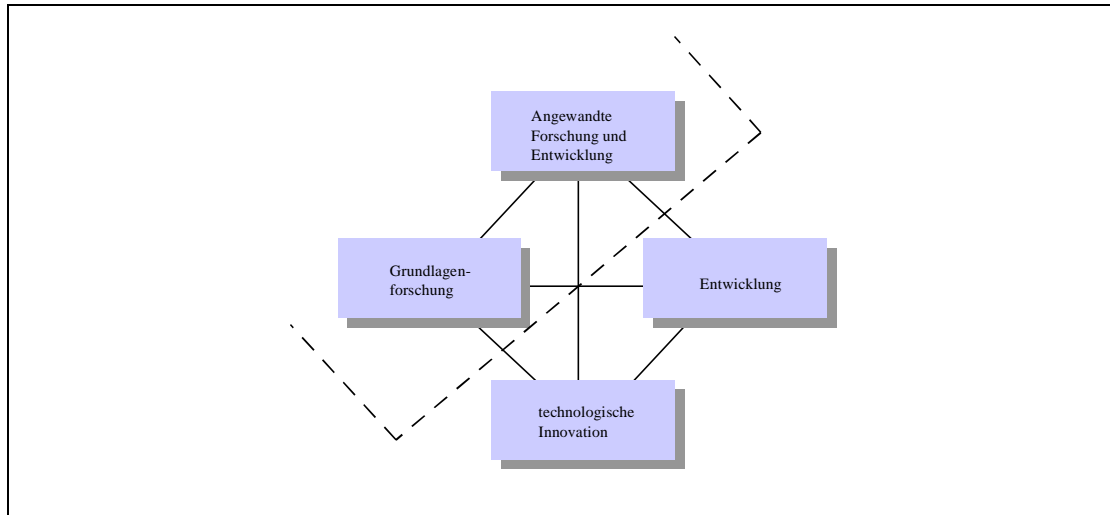 Angewandte
Forschung und
Entwicklung
Grundlagen-
forschung
Entwicklung
technologische
Innovation